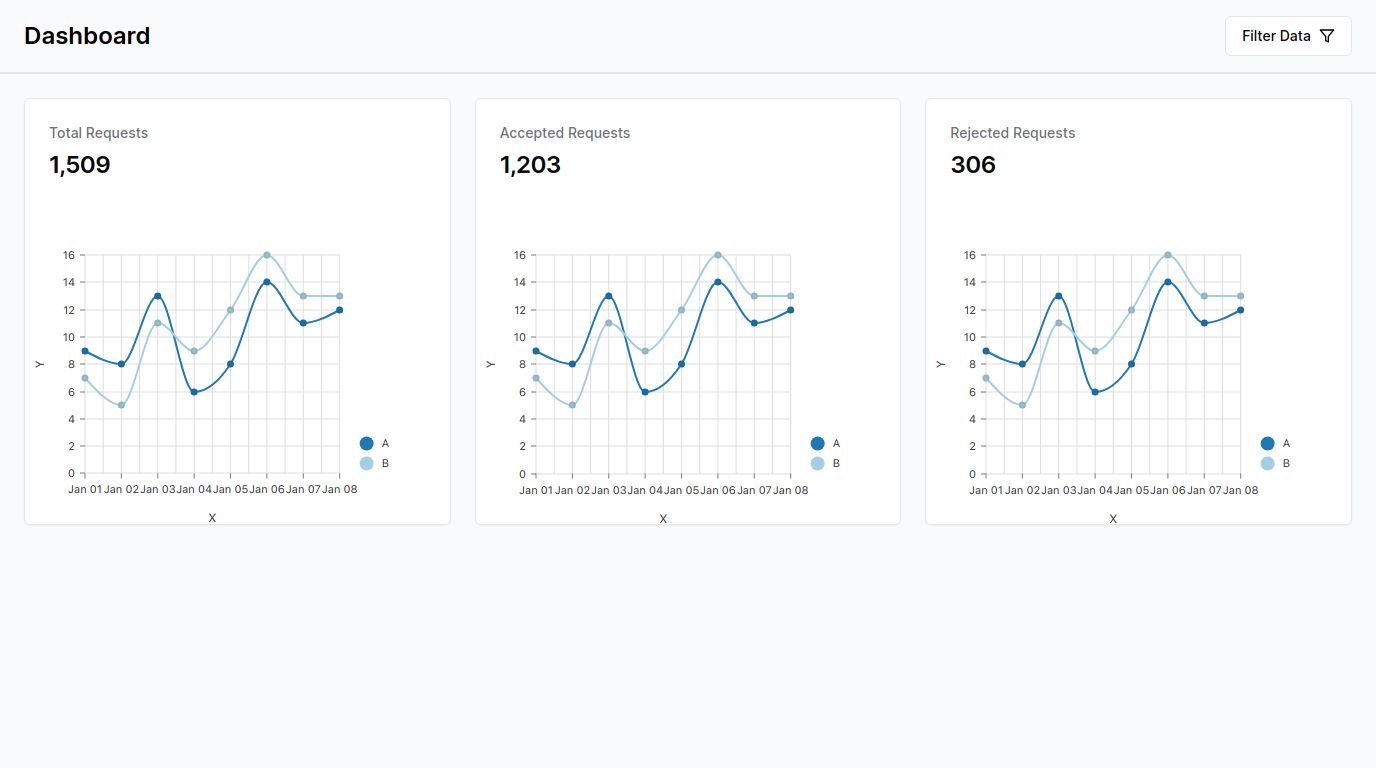 Dashboard
Filter Data
Total Requests
1,509
16
14
12
10
8
6
4
2
0
Y
Jan 01 Jan 02 Jan 03 Jan 04 Jan 05 Jan 06 Jan 07 Jan 08
X
A
B
Accepted Requests
1,203
16
14
12
10
8
6
4
2
0
Y
Jan 01 Jan 02 Jan 03 Jan 04 Jan 05 Jan 06 Jan 07 Jan 08
X
A
B
Rejected Requests
306
16
14
12
10
8
6
4
2
0
Y
Jan 01 Jan 02 Jan 03 Jan 04 Jan 05 Jan 06 Jan 07 Jan 08
X
A
B